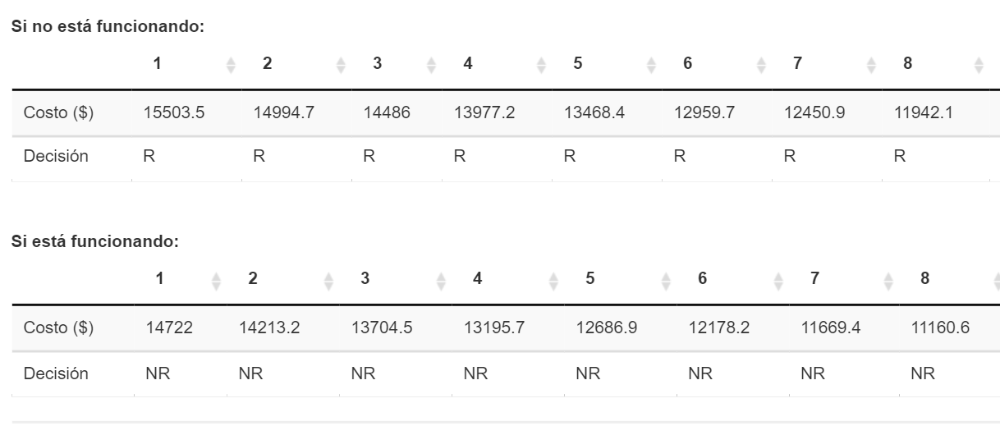 Si no está funcionando:
1 2 3 4 5 6 7 8
Costo ($) 15503.5 14994.7 14486 13977.2 13468.4 12959.7 12450.9 11942.1
Decisión R R R R R R R R
Si está funcionando:
1 2 3 4 5 6 7 8
Costo ($) 14722 14213.2 13704.5 13195.7 12686.9 12178.2 11669.4 11160.6
Decisión NR NR NR NR NR NR NR NR